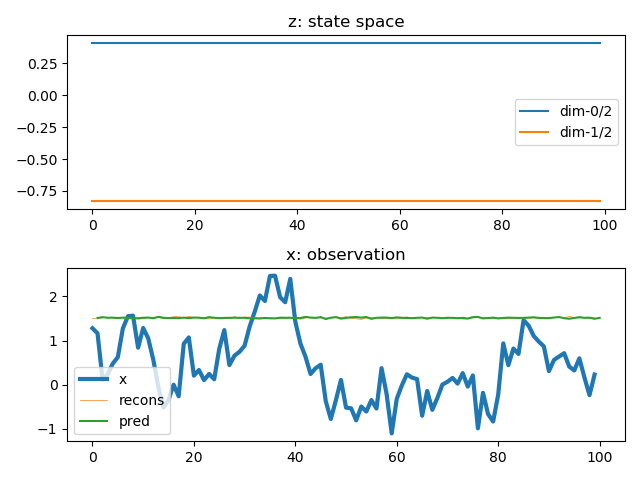 z: state space
0.25
0.00
−0.25
−0.50
−0.75
dim-0/2
dim-1/2
0 20 40 60 80 100
x: observation
2
1
0
−1
x
recons
pred
0 20 40 60 80 100